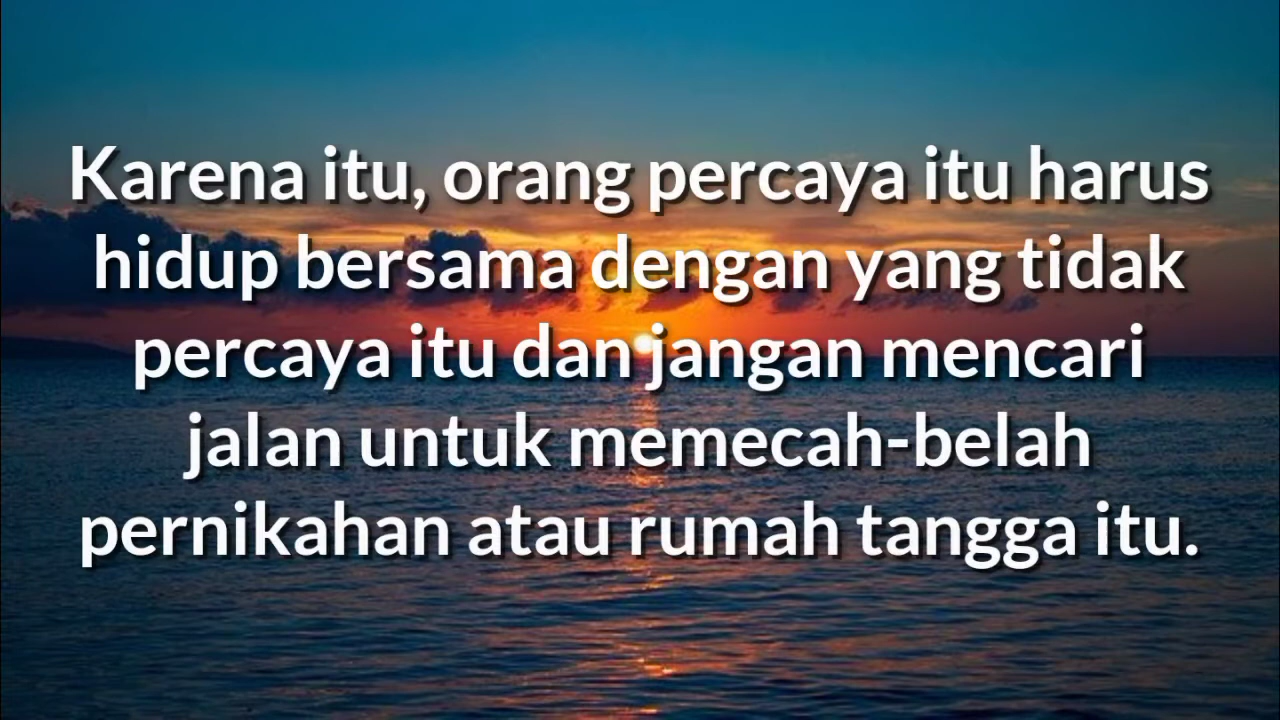 Karena itu, orang percaya itu harus
hidup bersama dengan yang tidak
percaya itu dan jangan mencari
jalan untuk memecah-belah
pernikahan atau rumah tangga itu.